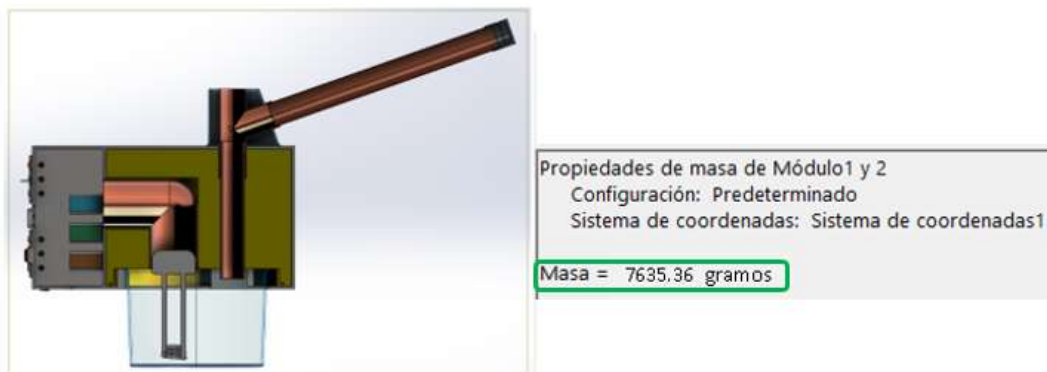 Propiedades de masa de Módulo1 y 2
Configuración: Predeterminado
Sistema de coordenadas: Sistema de coordenadas1
Masa = 7635.36 gramos